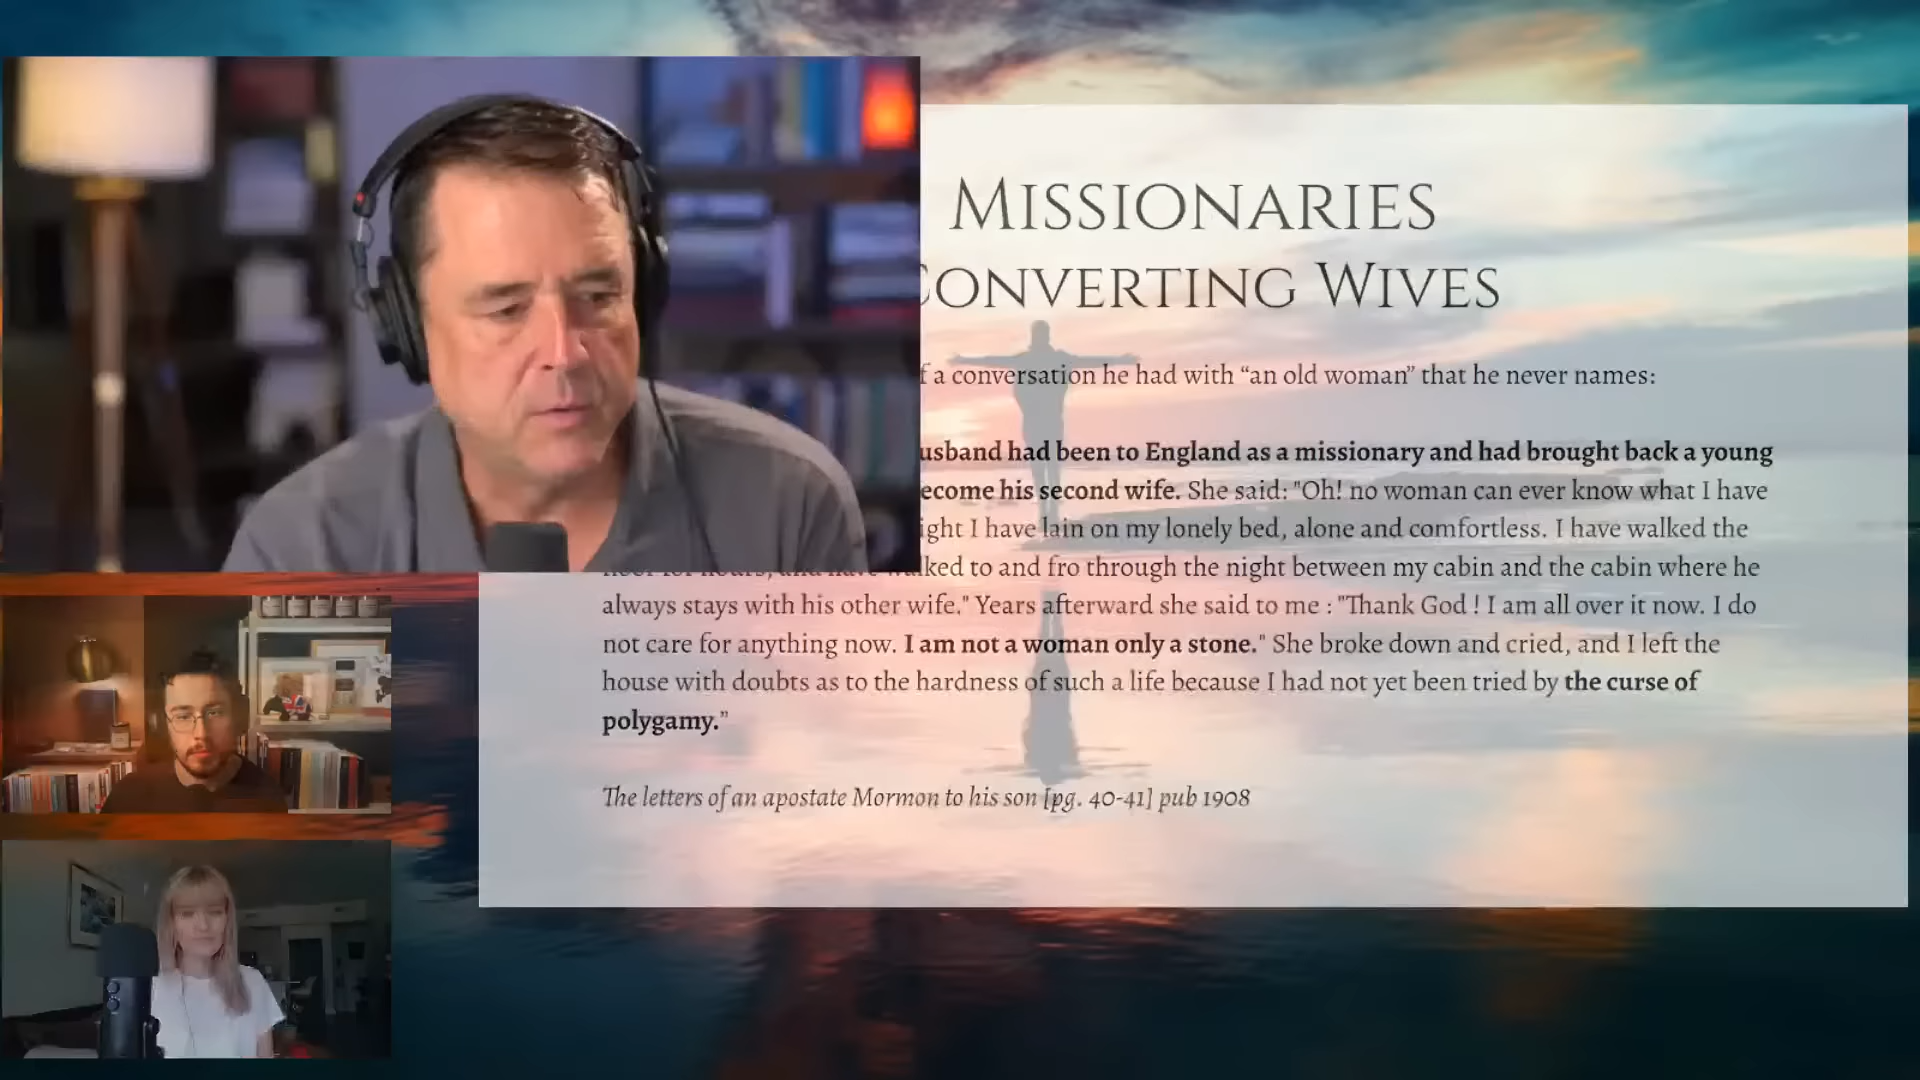 MISSIONARIES
CONVERTING WIVES
f a conversation he had with “an old woman” that he never names:
usband had been to England as a missionary and had brought back a young
ecome his second wife. She said: "Oh! no woman can ever know what I have
ight I have lain on my lonely bed, alone and comfortless. I have walked the
floor for hours, and have walked to and fro through the night between my cabin and the cabin where he
always stays with his other wife." Years afterward she said to me : "Thank God ! I am all over it now. I do
not care for anything now. I am not a woman only a stone." She broke down and cried, and I left the
house with doubts as to the hardness of such a life because I had not yet been tried by the curse of
polygamy.”
The letters of an apostate Mormon to his son [pg. 40-41] pub 1908